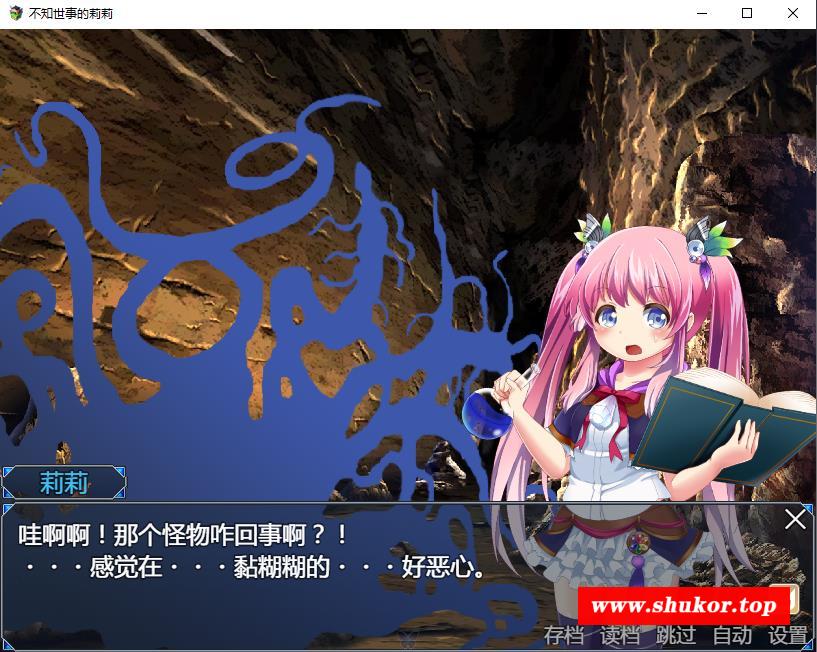 不知世事的莉莉
莉莉
哇啊啊！那个怪物咋回事啊？！
・・・感觉在・・・黏糊糊的・・・好恶心。
www.shukor.top
存档 读档 跳过 自动 设置